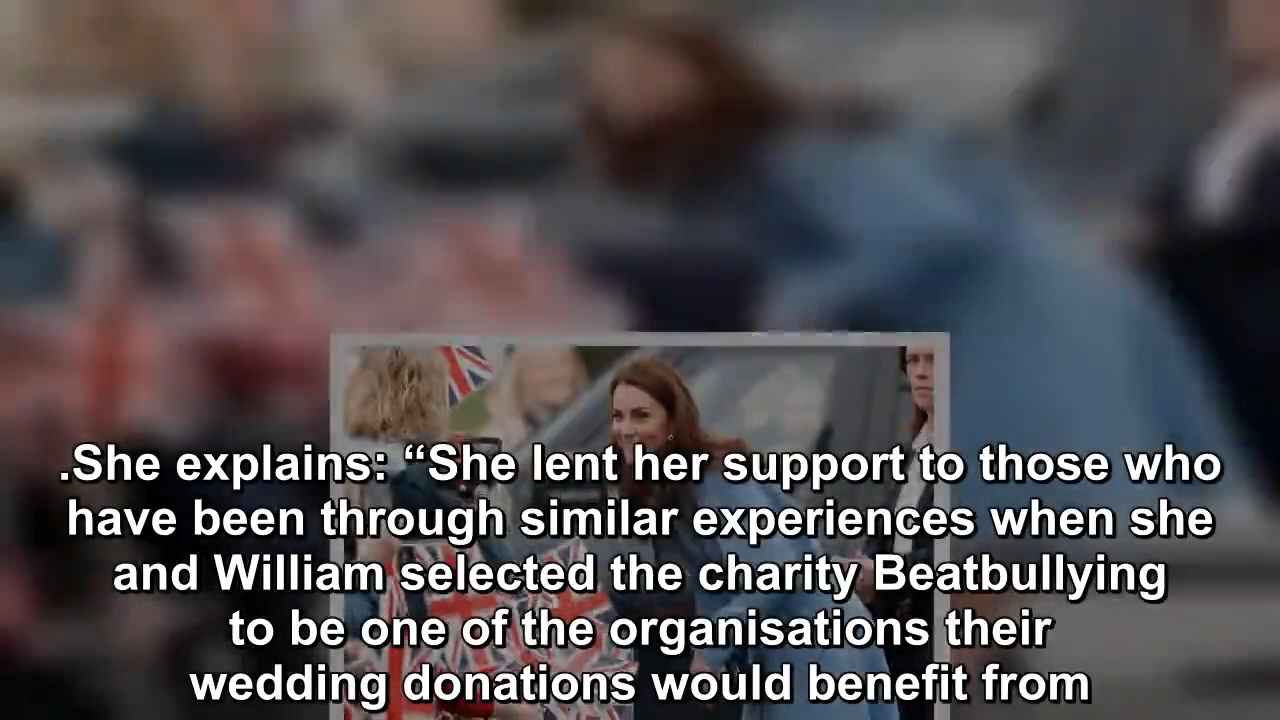 .She explains: “She lent her support to those who
have been through similar experiences when she
and William selected the charity Beatbullying
to be one of the organisations their
wedding donations would benefit from